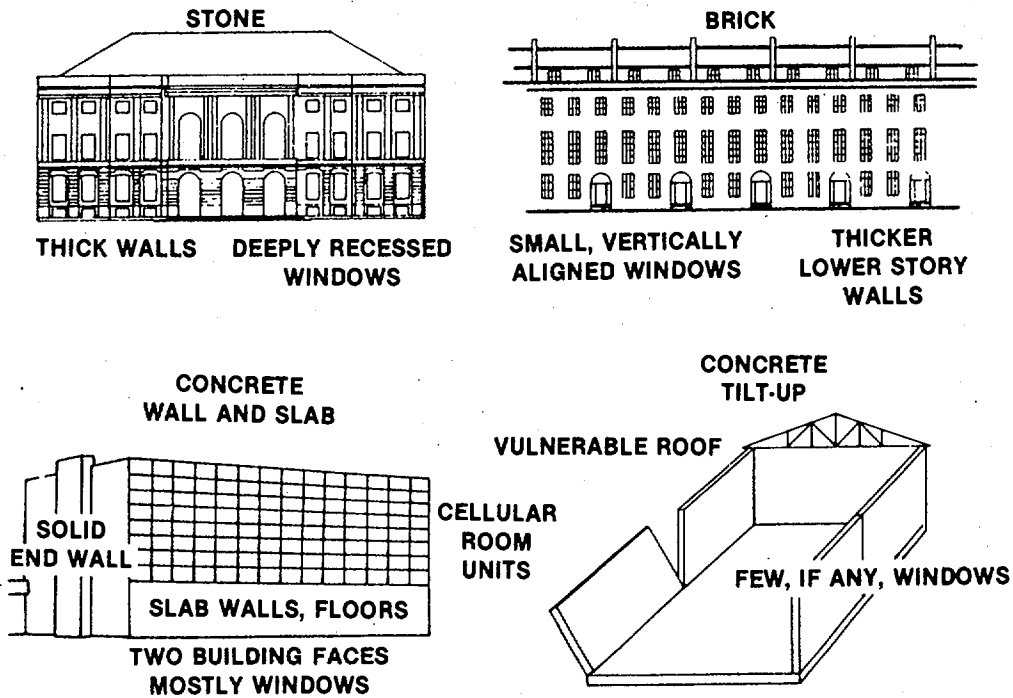 STONE
THICK WALLS
DEEPLY RECESSED
WINDOWS
BRICK
SMALL, VERTICALLY
ALIGNED WINDOWS
THICKER
LOWER STORY
WALLS
CONCRETE
WALL AND SLAB
SOLID
END WALL
CELLULAR
ROOM
UNITS
SLAB WALLS, FLOORS
TWO BUILDING FACES
MOSTLY WINDOWS
CONCRETE
TILT-UP
VULNERABLE ROOF
FEW, IF ANY, WINDOWS